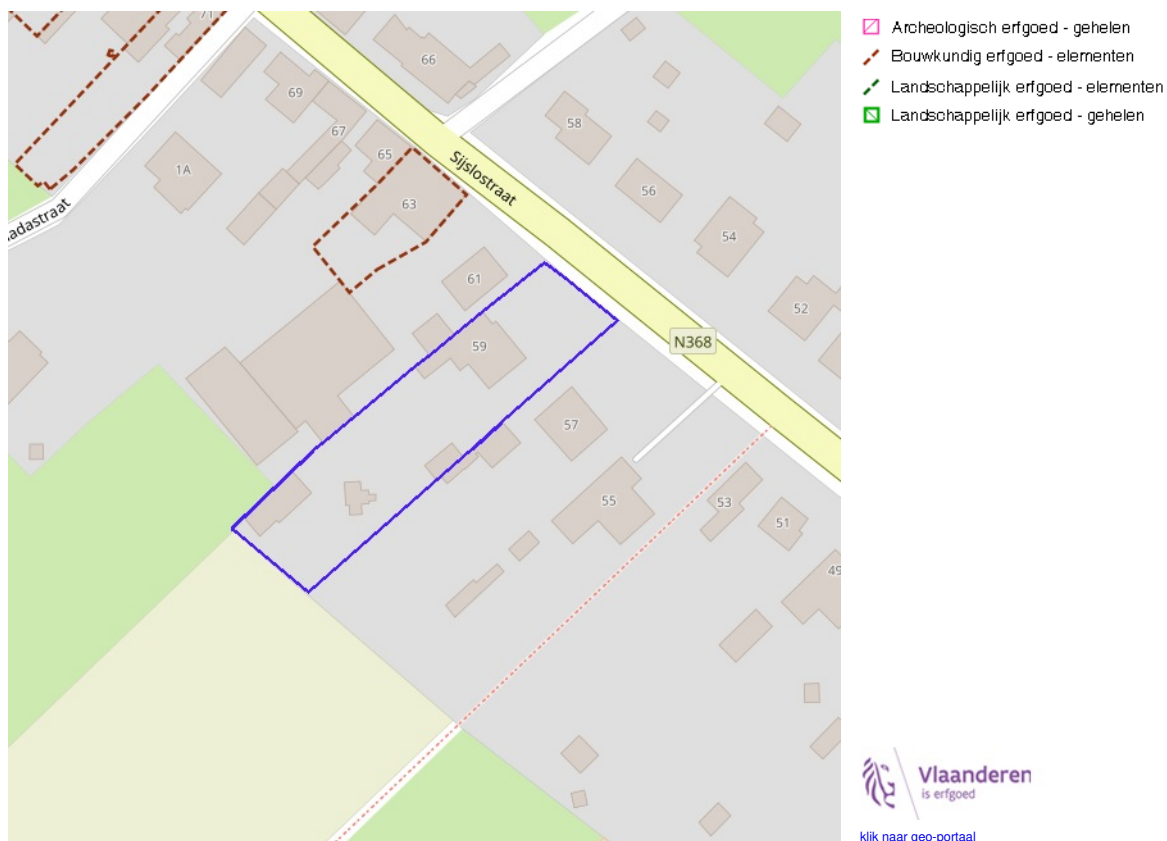 Archeologisch erfgoed - gehelen
Bouwkundig erfgoed - elementen
Landschappelijk erfgoed - elementen
Landschappelijk erfgoed - gehelen
71
66
69
67
65
63
1A
58
56
54
52
Sijslostraat
adastraat
61
59
N368
57
55
53
51
49
Vlaanderen
is erfgoed
klik naar geo-portaal